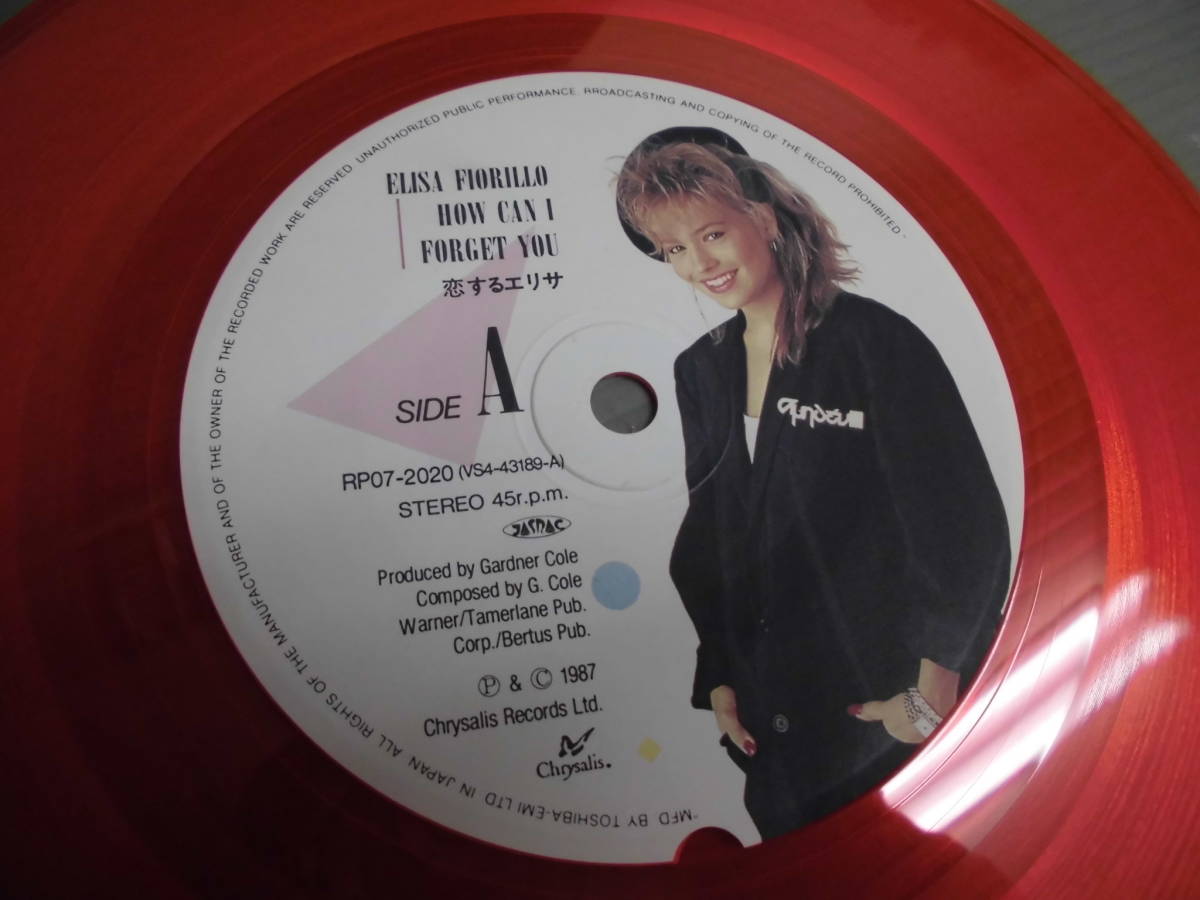 ELISA FIORILLO
HOW CAN I
FORGET YOU
恋するエリサ
SIDE A
RP07-2020 (VS4-43189-A)
STEREO 45r.p.m.
JASRAC
Produced by Gardner Cole
Composed by G. Cole
Warner/Tamerlane Pub.
Corp./Bertus Pub.
Ⓟ & © 1987
Chrysalis Records Ltd.
Chrysalis.
"MFD BY TOSHIBA-EMI LTD IN JAPAN ALL RIGHTS OF THE MANUFACTURER AND OF THE OWNER OF THE RECORDED WORK ARE RESERVED UNAUTHORIZED PUBLIC PERFORMANCE BROADCASTING AND COPYING OF THE RECORD PROHIBITED"